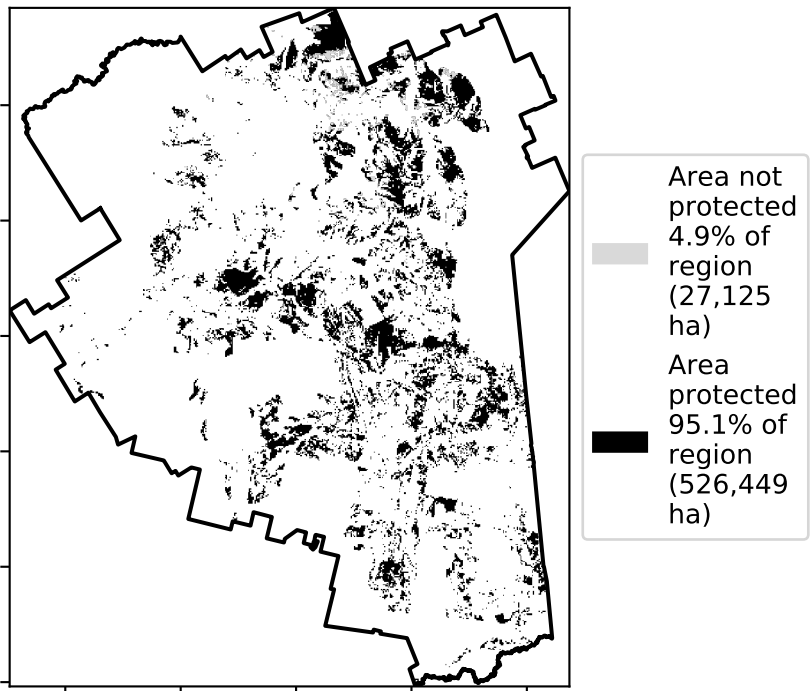 Area not
protected
4.9% of
region
(27,125
ha)
Area
protected
95.1% of
region
(526,449
ha)